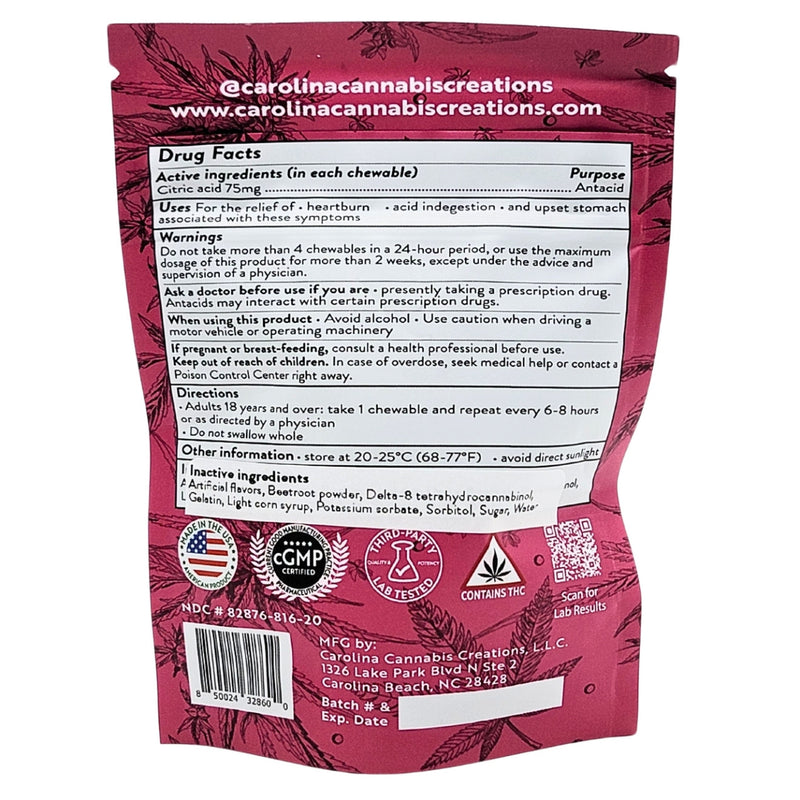 @carolinacannabiscreations
www.carolinacannabiscreations.com
Drug Facts
Active ingredients (in each chewable) Purpose
Citric acid 75mg ........................ Antacid
Uses For the relief of • heartburn • acid indegestion • and upset stomach
associated with these symptoms
Warnings
Do not take more than 4 chewables in a 24-hour period, or use the maximum
dosage of this product for more than 2 weeks, except under the advice and
supervision of a physician.
Ask a doctor before use if you are • presently taking a prescription drug.
Antacids may interact with certain prescription drugs.
When using this product • Avoid alcohol • Use caution when driving a
motor vehicle or operating machinery
If pregnant or breast-feeding, consult a health professional before use.
Keep out of reach of children. In case of overdose, seek medical help or contact a
Poison Control Center right away.
Directions
• Adults 18 years and over: take 1 chewable and repeat every 6-8 hours
or as directed by a physician
• Do not swallow whole
Other information • store at 20-25°C (68-77°F) • avoid direct sunlight
Inactive ingredients
Artificial flavors, Beetroot powder, Delta-8 tetrahydrocannabinol,
Gelatin, Light corn syrup, Potassium sorbate, Sorbitol, Sugar, Water
MADE IN THE USA
AMERICAN PRODUCT
CURRENT GOOD MANUFACTURING PRACTICE
cGMP
CERTIFIED
PHARMACEUTICAL
THIRD-PARTY
QUALITY & POTENCY
LAB TESTED
CONTAINS THC
Scan for
Lab Results
NDC # 82876-816-20
8 50024 32860 0
MFG by:
Carolina Cannabis Creations, L.L.C.
1326 Lake Park Blvd N Ste 2
Carolina Beach, NC 28428
Batch # &
Exp. Date